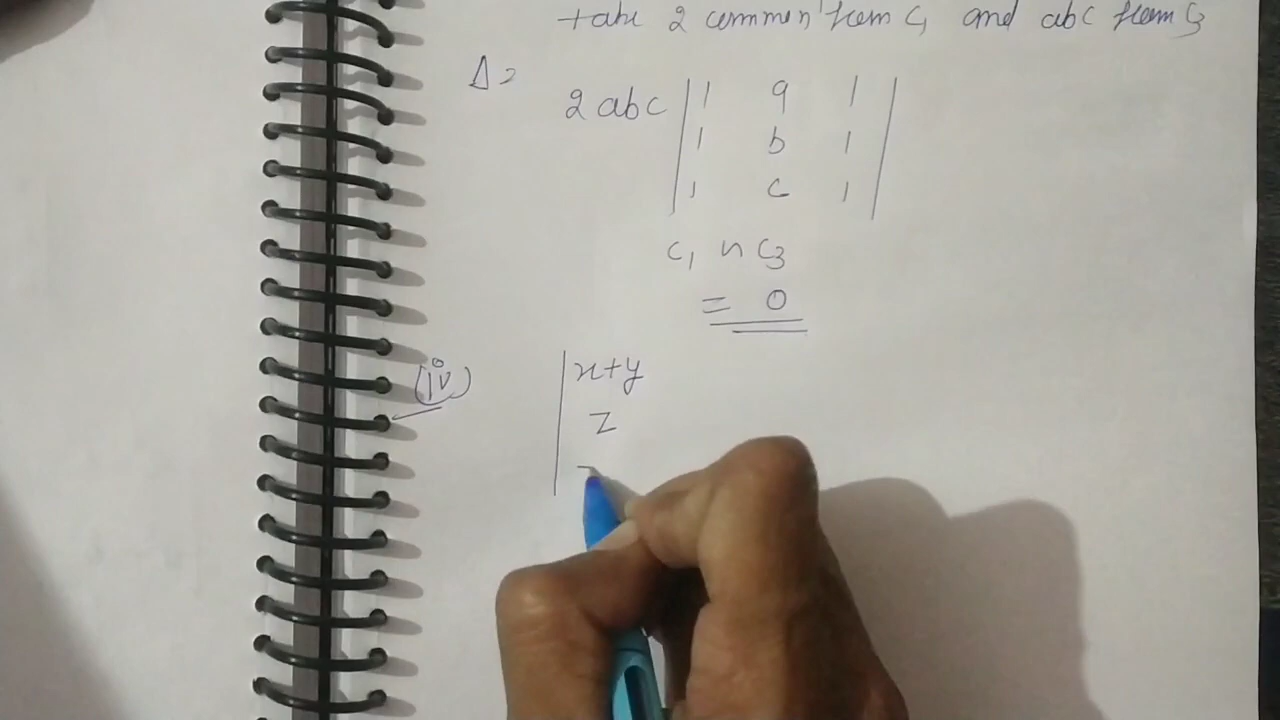 take 2 common from C₁ and abc from C₃
Δ =
2abc | 1 a 1 |
| 1 b 1 |
| 1 c 1 |
C₁ n C₃
= 0
(iv) | x+y
z